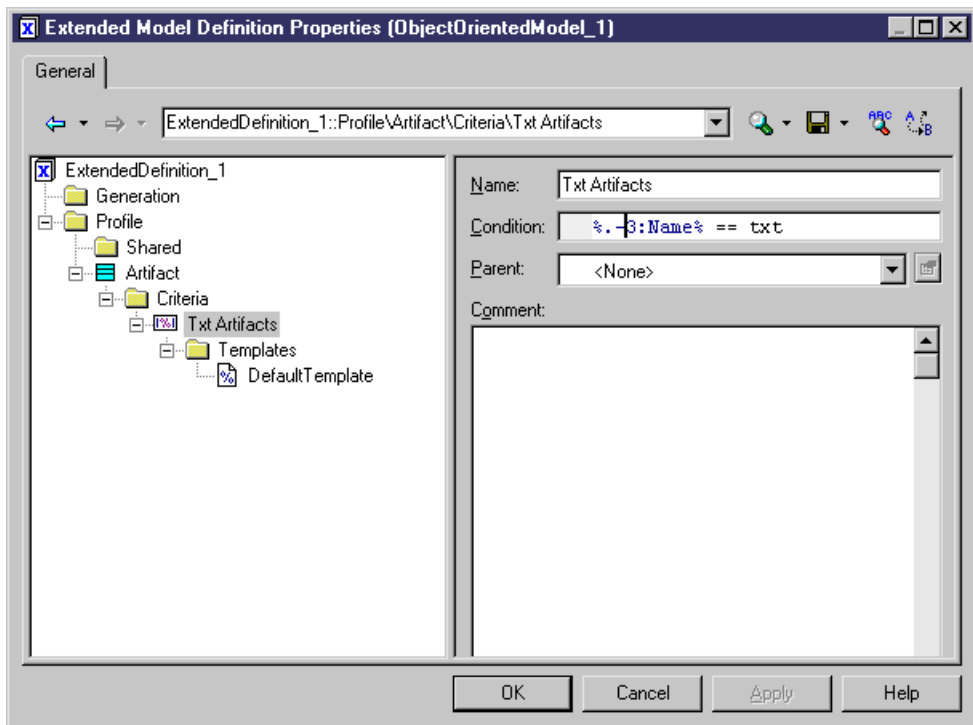 Extended Model Definition Properties (ObjectOrientedModel_1)
General
ExtendedDefinition_1::Profile\Artifact\Criteria\Txt Artifacts
ABC
A
B
ExtendedDefinition_1
Generation
Profile
Shared
Artifact
Criteria
Txt Artifacts
Templates
DefaultTemplate
Name: Txt Artifacts
Condition: %.-3:Name% == txt
Parent: <None>
Comment:
OK Cancel Apply Help